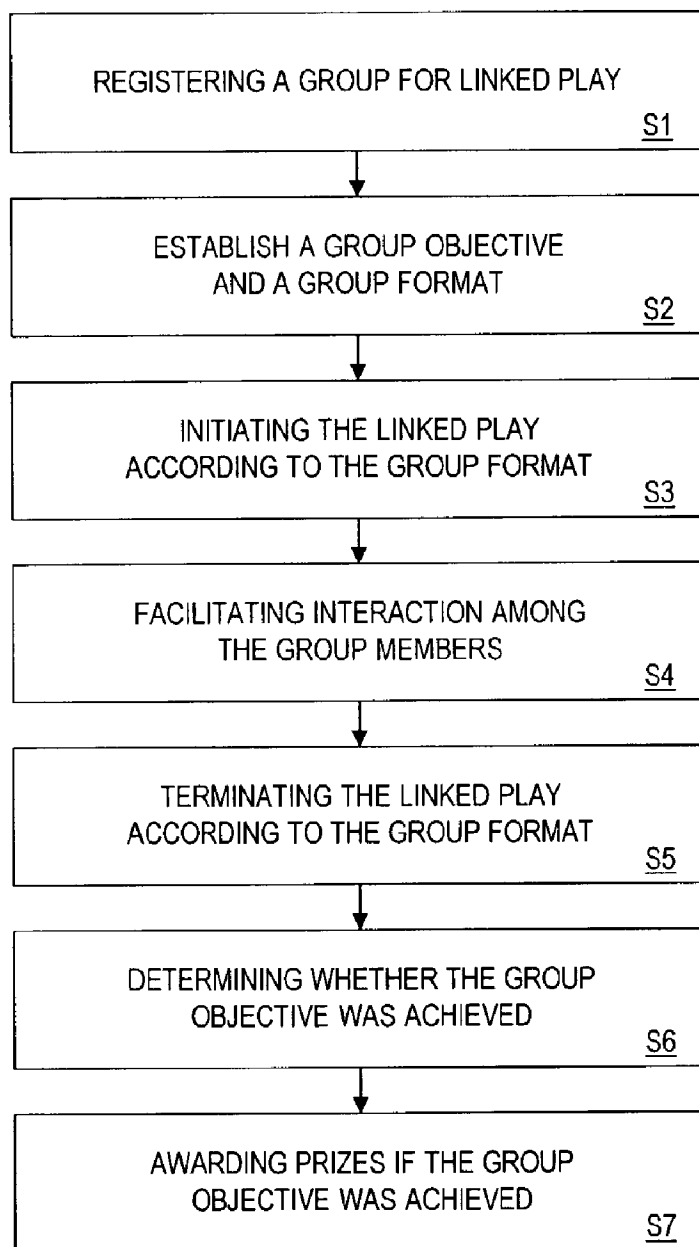 REGISTERING A GROUP FOR LINKED PLAY
S1
ESTABLISH A GROUP OBJECTIVE
AND A GROUP FORMAT
S2
INITIATING THE LINKED PLAY
ACCORDING TO THE GROUP FORMAT
S3
FACILITATING INTERACTION AMONG
THE GROUP MEMBERS
S4
TERMINATING THE LINKED PLAY
ACCORDING TO THE GROUP FORMAT
S5
DETERMINING WHETHER THE GROUP
OBJECTIVE WAS ACHIEVED
S6
AWARDING PRIZES IF THE GROUP
OBJECTIVE WAS ACHIEVED
S7